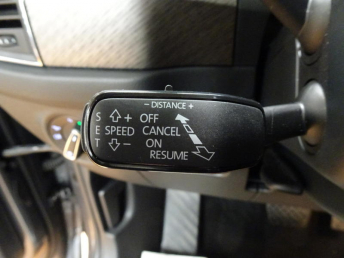 − DISTANCE +
S ⇧ + OFF
E SPEED CANCEL
T ⇩ − ON
RESUME